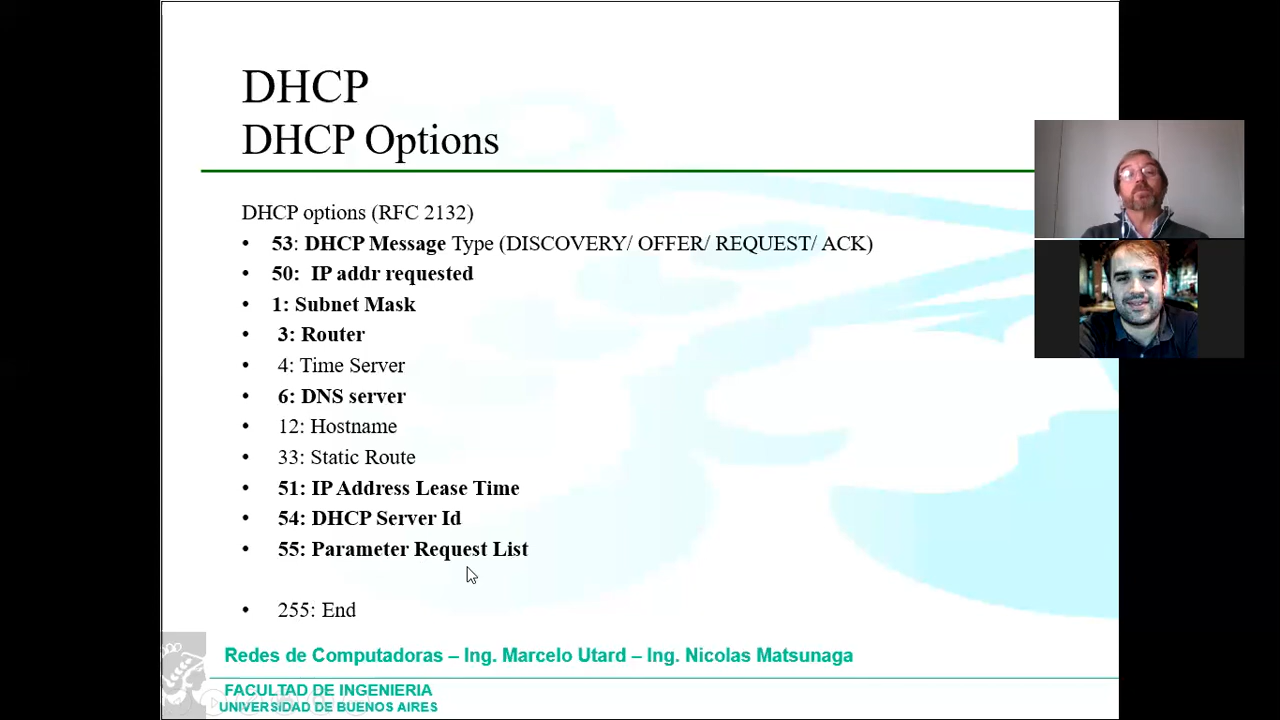 DHCP
DHCP Options
DHCP options (RFC 2132)
• 53: DHCP Message Type (DISCOVERY/ OFFER/ REQUEST/ ACK)
• 50: IP addr requested
• 1: Subnet Mask
• 3: Router
• 4: Time Server
• 6: DNS server
• 12: Hostname
• 33: Static Route
• 51: IP Address Lease Time
• 54: DHCP Server Id
• 55: Parameter Request List
• 255: End
Redes de Computadoras – Ing. Marcelo Utard – Ing. Nicolas Matsunaga
FACULTAD DE INGENIERIA
UNIVERSIDAD DE BUENOS AIRES